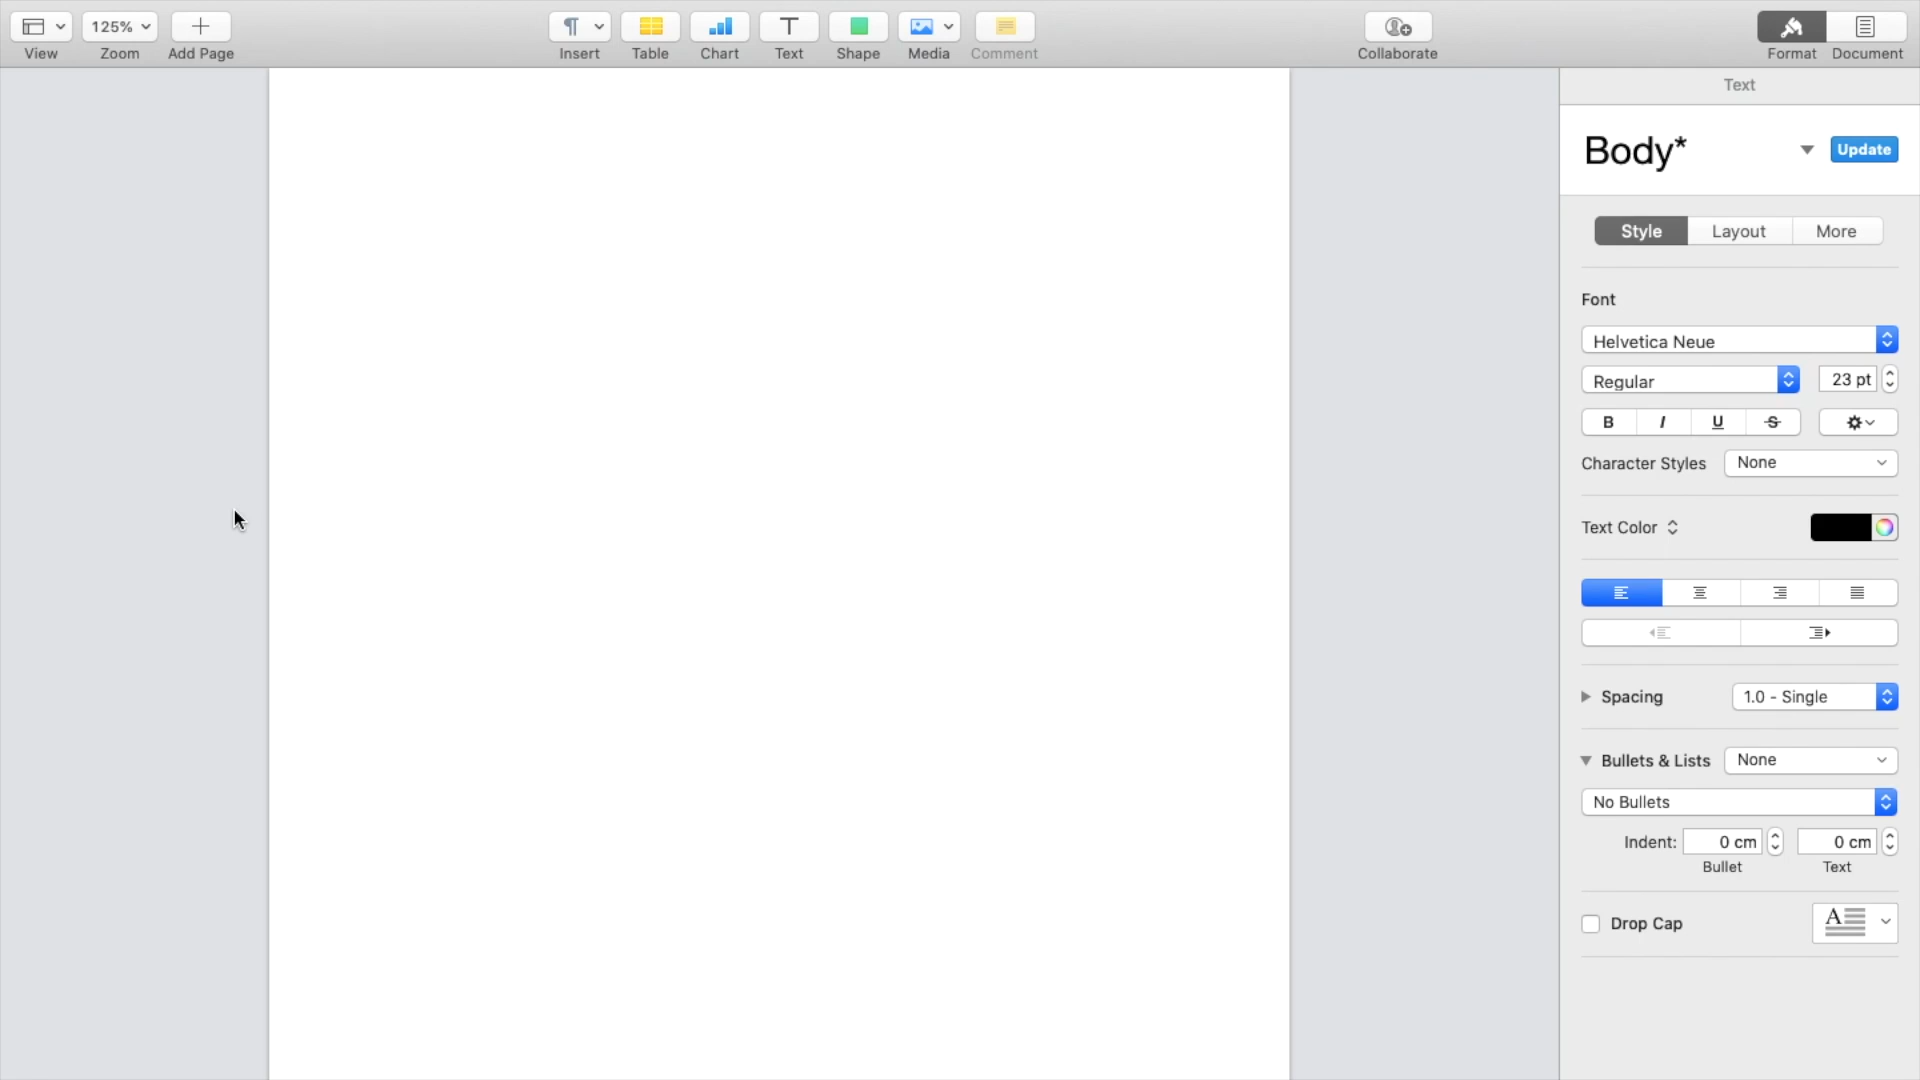 View
125%
Zoom
Add Page
Insert
Table
Chart
T
Text
Shape
Media
Comment
Collaborate
Format
Document
Text
Body*
Update
Style
Layout
More
Font
Helvetica Neue
Regular
23 pt
B I U S
Character Styles
None
Text Color
Spacing
1.0 - Single
Bullets & Lists
None
No Bullets
Indent:
0 cm
0 cm
Bullet
Text
Drop Cap
A